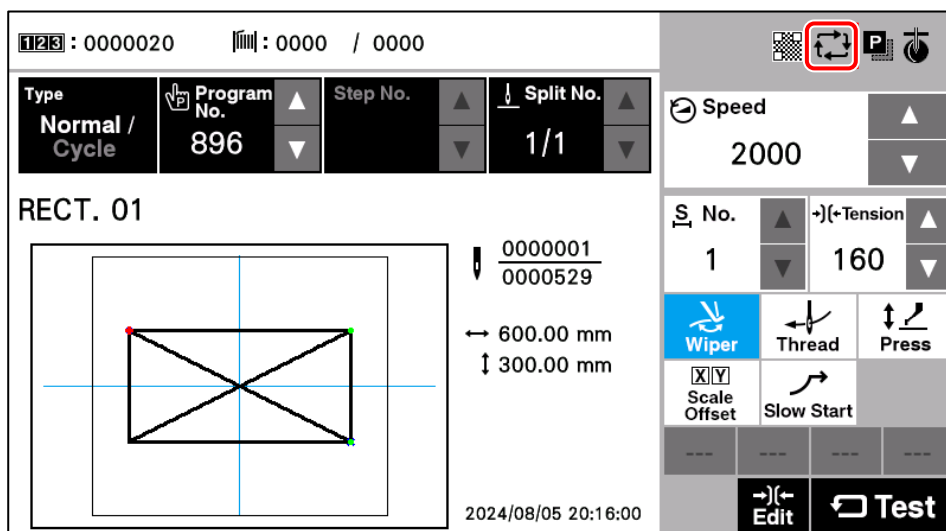 123 : 0000020 : 0000 / 0000
P
Type
Normal /
Cycle
P Program
No.
896
Step No.
Split No.
1/1
Speed
2000
RECT. 01
0000001
0000529
600.00 mm
300.00 mm
S No.
1
Tension
160
Wiper
Thread
Press
X Y
Scale
Offset
Slow Start
--- --- --- ---
2024/08/05 20:16:00
Edit
Test